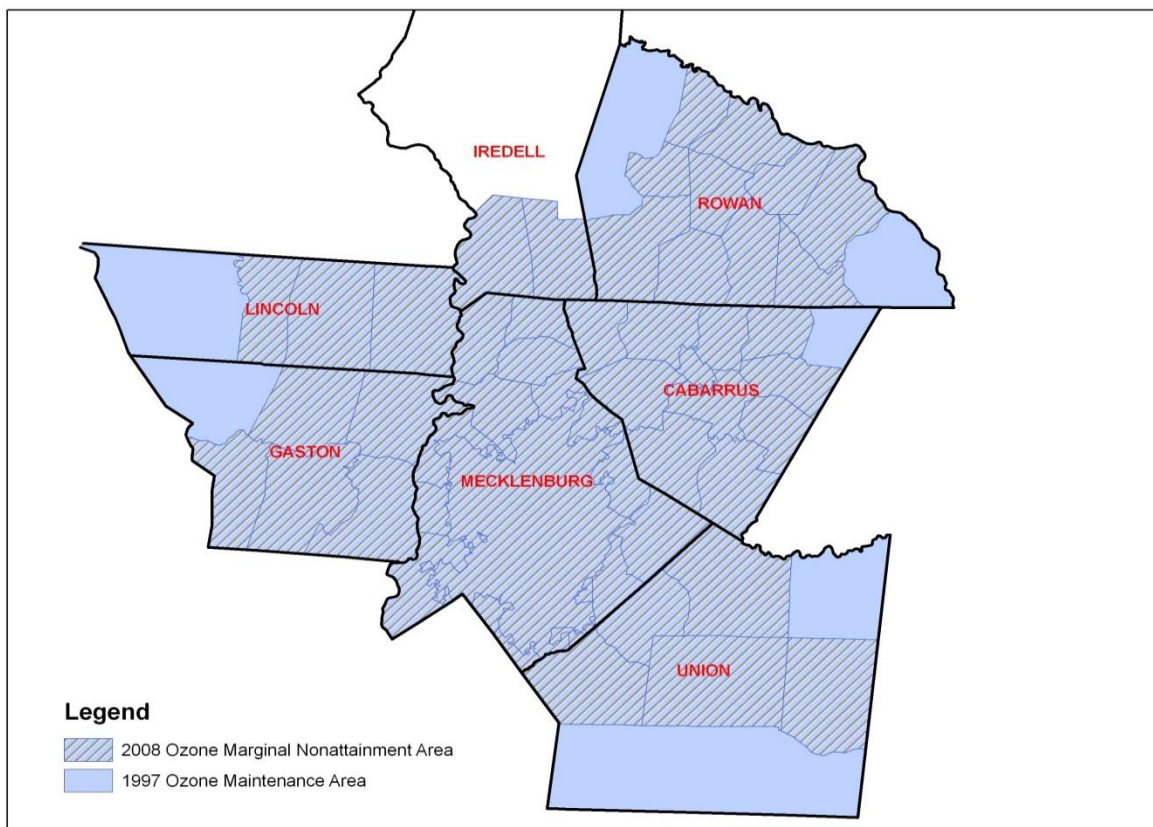 IREDELL
ROWAN
LINCOLN
CABARRUS
GASTON
MECKLENBURG
UNION
Legend
2008 Ozone Marginal Nonattainment Area
1997 Ozone Maintenance Area